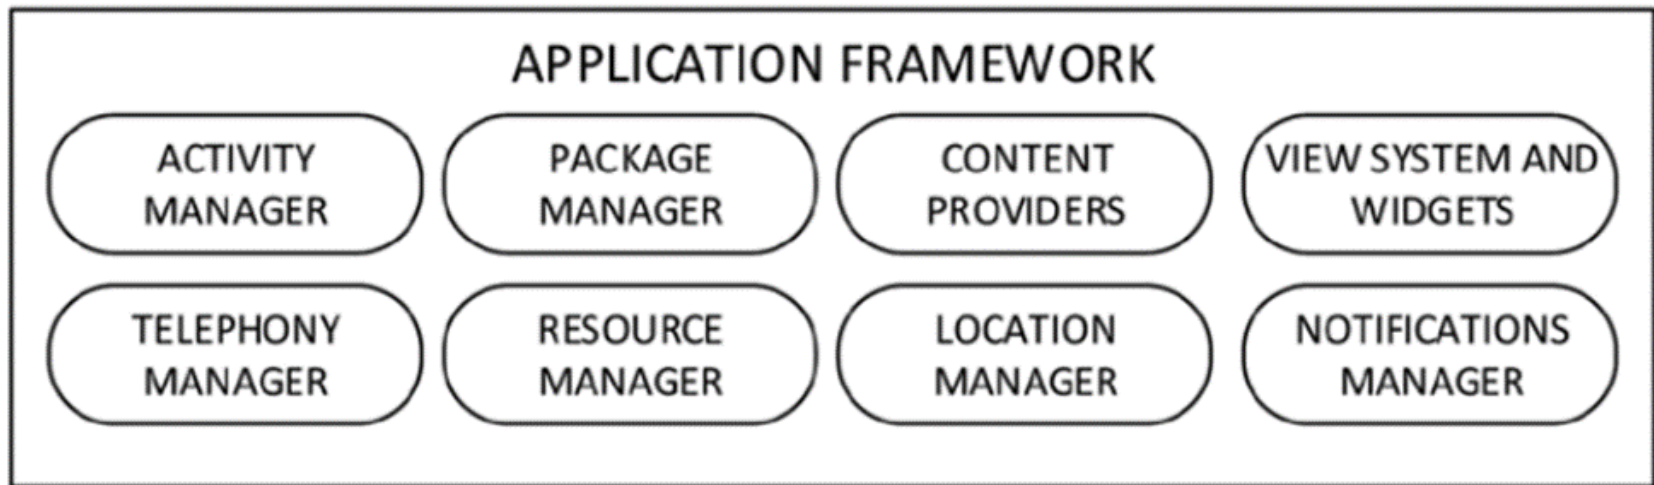 APPLICATION FRAMEWORK
ACTIVITY
MANAGER
PACKAGE
MANAGER
CONTENT
PROVIDERS
VIEW SYSTEM AND
WIDGETS
TELEPHONY
MANAGER
RESOURCE
MANAGER
LOCATION
MANAGER
NOTIFICATIONS
MANAGER